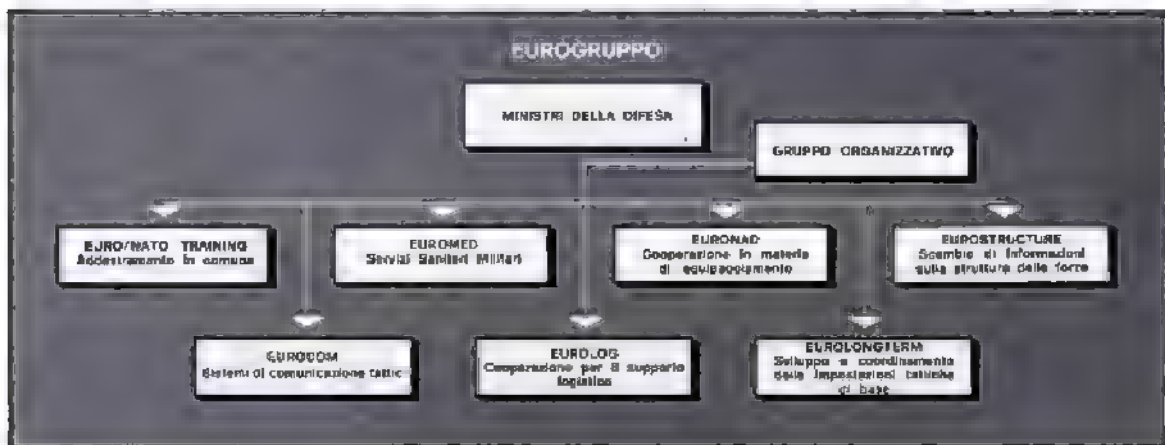 EUROGRUPPO
MINISTRI DELLA DIFESA
GRUPPO ORGANIZZATIVO
EURO/NATO TRAINING
Addestramento in comune
EUROMED
Servizi Sanitari Militari
EURONAD
Cooperazione in materia
di equipaggiamento
EUROSTRUCTURE
Scambio di informazioni
sulla struttura delle forze
EUROCOM
Sistemi di comunicazione tattici
EUROLOG
Cooperazione per il supporto
logistico
EUROLONGTERM
Sviluppo e coordinamento
delle impostazioni tattiche
di base